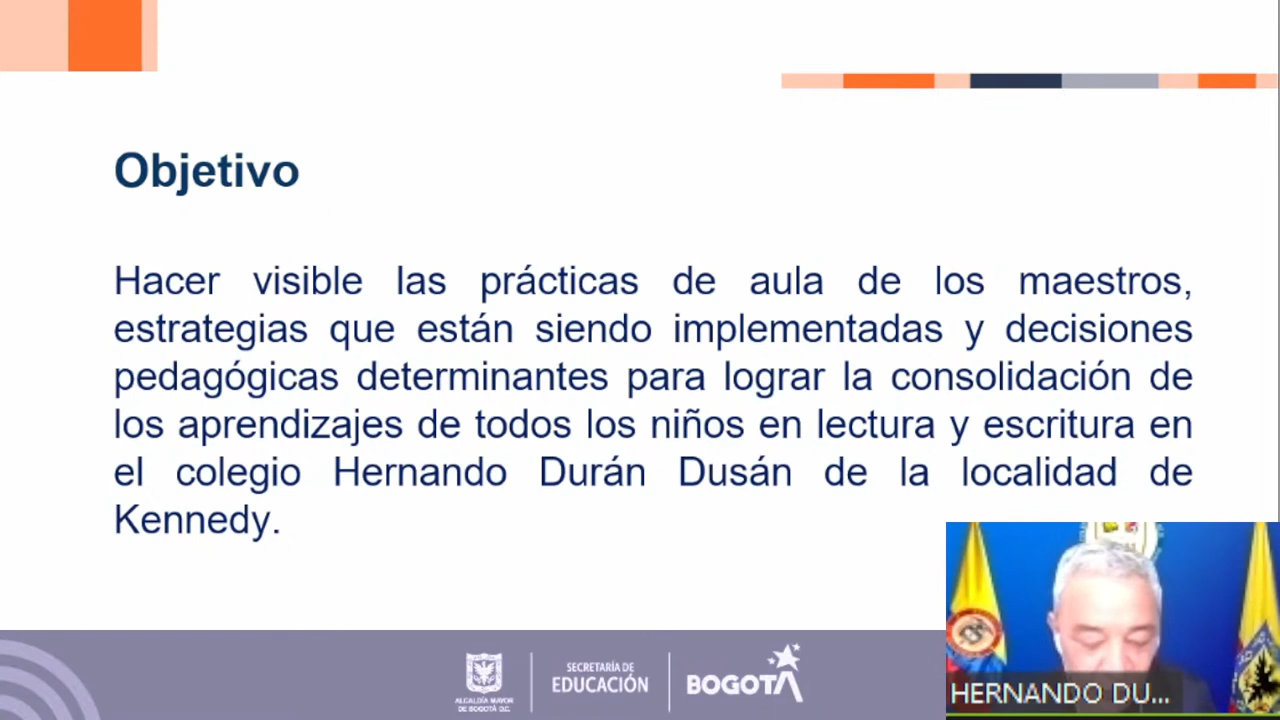 Objetivo
Hacer visible las prácticas de aula de los maestros,
estrategias que están siendo implementadas y decisiones
pedagógicas determinantes para lograr la consolidación de
los aprendizajes de todos los niños en lectura y escritura en
el colegio Hernando Durán Dusán de la localidad de
Kennedy.
ALCALDÍA MAYOR
DE BOGOTÁ D.C.
SECRETARÍA DE
EDUCACIÓN
BOGOTÁ
HERNANDO DU...